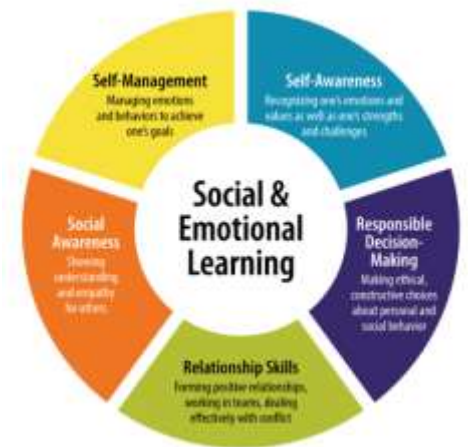 Self-Management
Managing emotions
and behaviors to achieve
one's goals
Self-Awareness
Recognizing one's emotions and
values as well as one's strengths
and challenges
Social
Awareness
Showing
understanding
and empathy
for others
Social &
Emotional
Learning
Responsible
Decision-
Making
Making ethical,
constructive choices
about personal and
social behavior
Relationship Skills
Forming positive relationships,
working in teams, dealing
effectively with conflict